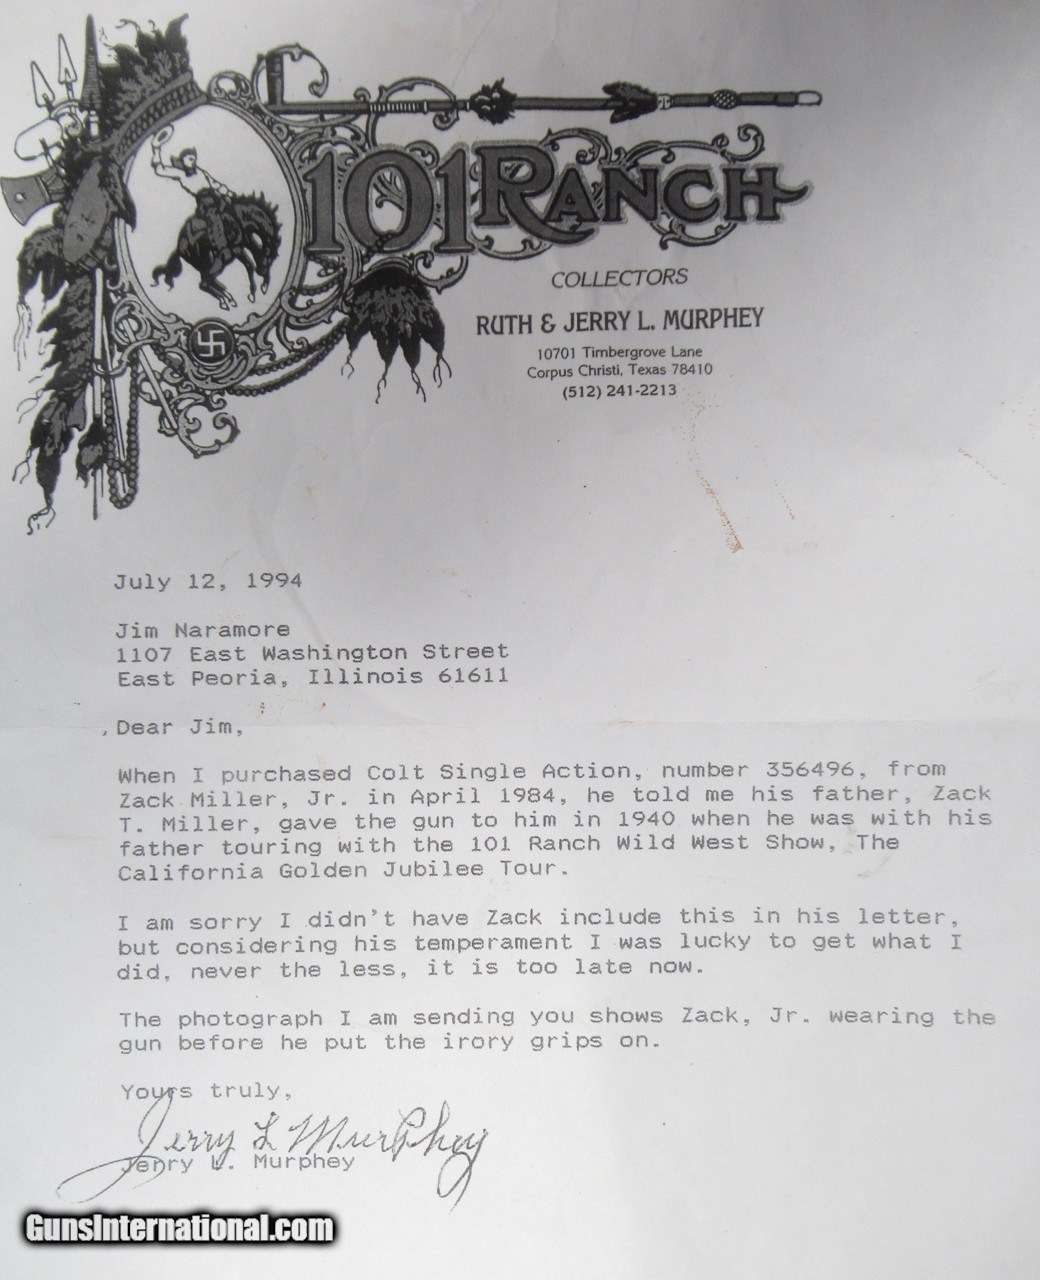 101 RANCH
COLLECTORS
RUTH & JERRY L. MURPHEY
10701 Timbergrove Lane
Corpus Christi, Texas 78410
(512) 241-2213
July 12, 1994
Jim Naramore
1107 East Washington Street
East Peoria, Illinois 61611
Dear Jim,
When I purchased Colt Single Action, number 356496, from
Zack Miller, Jr. in April 1984, he told me his father, Zack
T. Miller, gave the gun to him in 1940 when he was with his
father touring with the 101 Ranch Wild West Show, The
California Golden Jubilee Tour.
I am sorry I didn't have Zack include this in his letter,
but considering his temperament I was lucky to get what I
did, never the less, it is too late now.
The photograph I am sending you shows Zack, Jr. wearing the
gun before he put the irory grips on.
Yours truly,
Jerry L Murphey
Jerry L. Murphey
GunsInternational.com